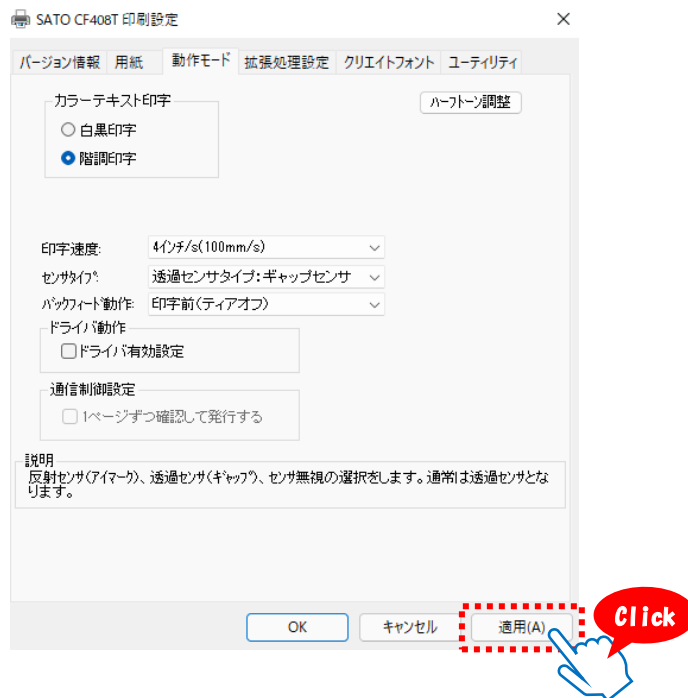 SATO CF408T 印刷設定
バージョン情報 用紙 動作モード 拡張処理設定 クリエイトフォント ユーティリティ
カラーテキスト印字
ハーフトーン調整
白黒印字
階調印字
印字速度: 4インチ/s(100mm/s)
センサタイプ: 透過センサタイプ:ギャップセンサ
バックフィード動作: 印字前(ティアオフ)
ドライバ動作
ドライバ有効設定
通信制御設定
1ページずつ確認して発行する
説明
反射センサ(アイマーク)、透過センサ(ギャップ)、センサ無視の選択をします。通常は透過センサとな
ります。
OK キャンセル 適用(A)
Click